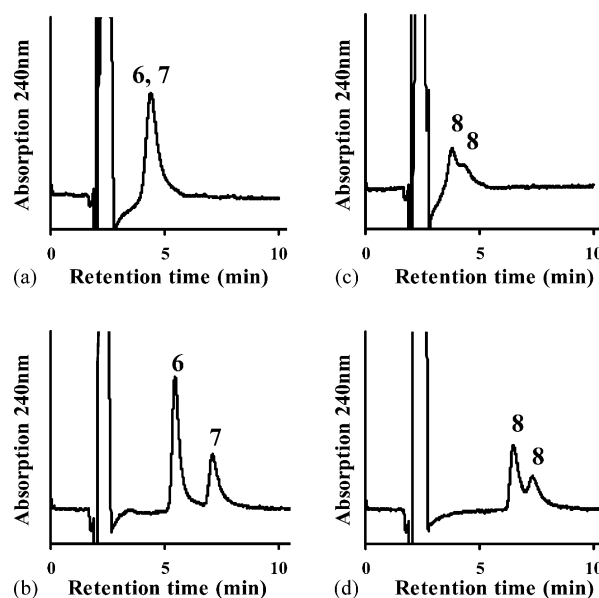 6, 7
Absorption 240nm
0 5 10
(a) Retention time (min)
8
8
Absorption 240nm
0 5 10
(c) Retention time (min)
6
7
Absorption 240nm
0 5 10
(b) Retention time (min)
8
8
Absorption 240nm
0 5 10
(d) Retention time (min)